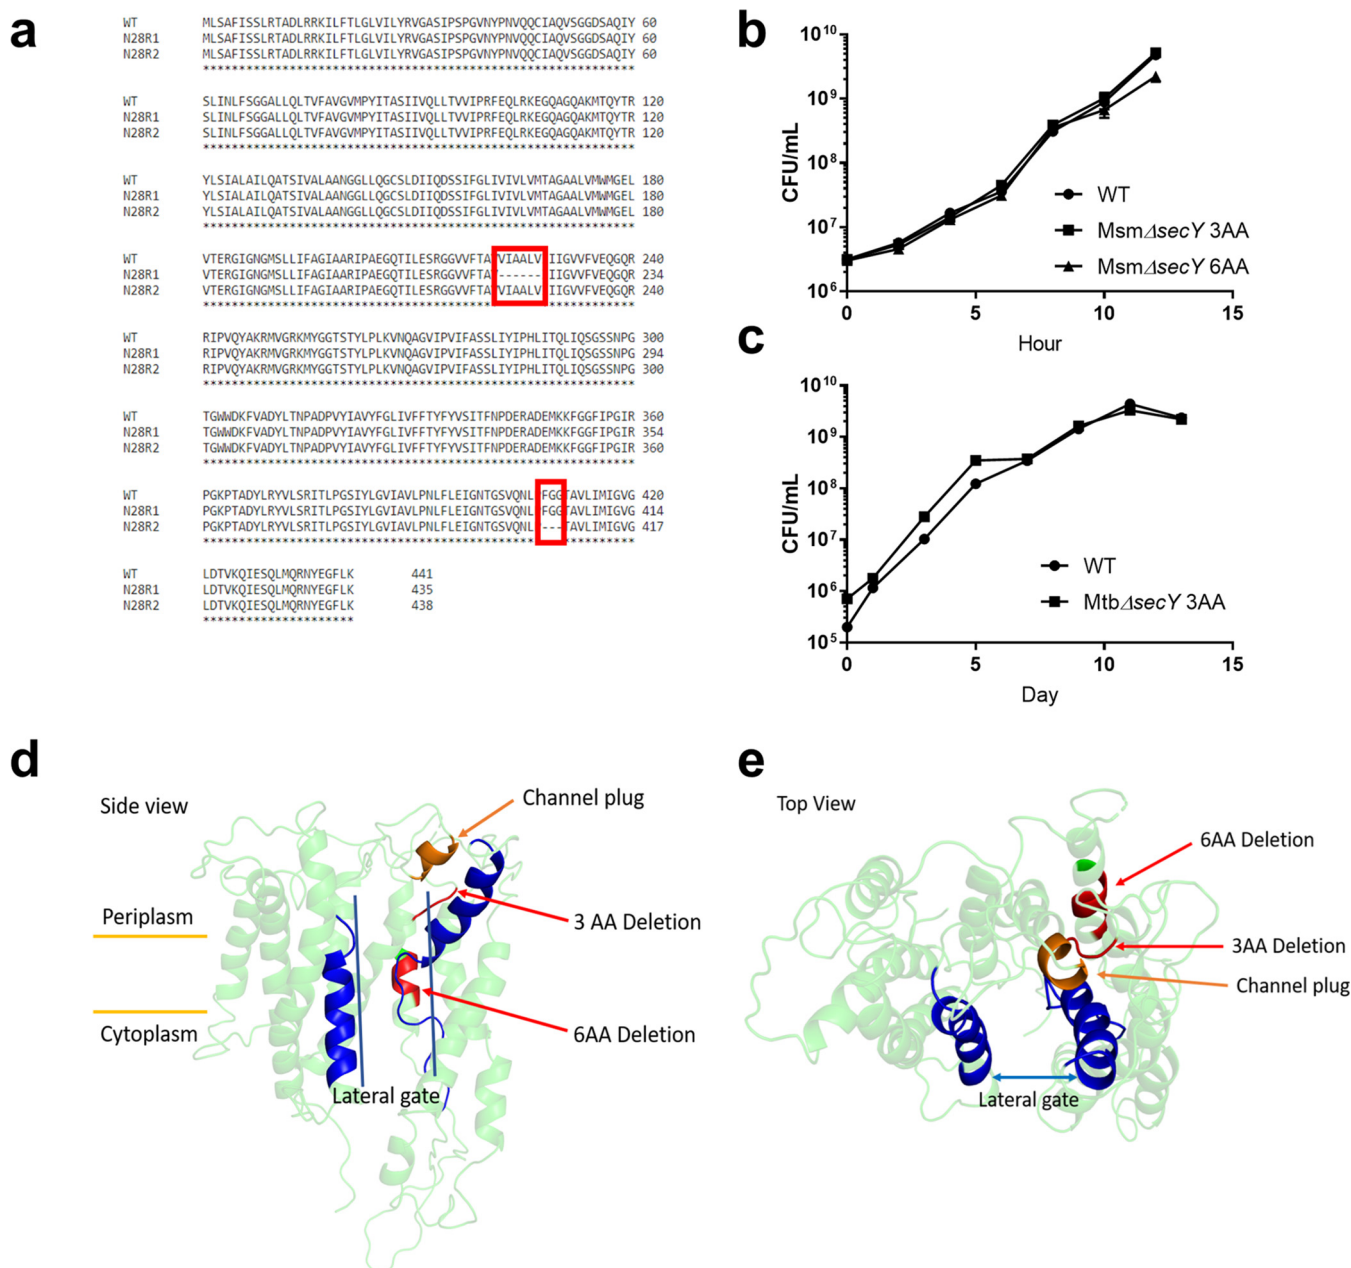 a
WT MLSAFISSLRTADLRRKILFTLGLVILYRVGASIPSPGVNYPNVQQCIAQVSGGDSAQIY 60
N28R1 MLSAFISSLRTADLRRKILFTLGLVILYRVGASIPSPGVNYPNVQQCIAQVSGGDSAQIY 60
N28R2 MLSAFISSLRTADLRRKILFTLGLVILYRVGASIPSPGVNYPNVQQCIAQVSGGDSAQIY 60
************************************************************
WT SLINLFSGGALLQLTVFAVGVMPYITASIIVQLLTVVIPRFEQLRKEGQAGQAKMTQYTR 120
N28R1 SLINLFSGGALLQLTVFAVGVMPYITASIIVQLLTVVIPRFEQLRKEGQAGQAKMTQYTR 120
N28R2 SLINLFSGGALLQLTVFAVGVMPYITASIIVQLLTVVIPRFEQLRKEGQAGQAKMTQYTR 120
************************************************************
WT YLSIALAILQATSIVALAANGGLLQGCSLDIIQDSSIFGLIVIVLVMTAGAALVMWMGEL 180
N28R1 YLSIALAILQATSIVALAANGGLLQGCSLDIIQDSSIFGLIVIVLVMTAGAALVMWMGEL 180
N28R2 YLSIALAILQATSIVALAANGGLLQGCSLDIIQDSSIFGLIVIVLVMTAGAALVMWMGEL 180
************************************************************
WT VTERGIGNGMSLLIFAGIAARIPAEGQTILESRGGVVFTAVVIAALVIIIGVVFVEQGQR 240
N28R1 VTERGIGNGMSLLIFAGIAARIPAEGQTILESRGGVVFTAV------IIIGVVFVEQGQR 234
N28R2 VTERGIGNGMSLLIFAGIAARIPAEGQTILESRGGVVFTAVVIAALVIIIGVVFVEQGQR 240
************************************************************
WT RIPVQYAKRMVGRKMYGGTSTYLPLKVNQAGVIPVIFASSLIYIPHLITQLIQSGSSNPG 300
N28R1 RIPVQYAKRMVGRKMYGGTSTYLPLKVNQAGVIPVIFASSLIYIPHLITQLIQSGSSNPG 294
N28R2 RIPVQYAKRMVGRKMYGGTSTYLPLKVNQAGVIPVIFASSLIYIPHLITQLIQSGSSNPG 300
************************************************************
WT TGWWDKFVADYLTNPADPVYIAVYFGLIVFFTYFYVSITFNPDERADEMKKFGGFIPGIR 360
N28R1 TGWWDKFVADYLTNPADPVYIAVYFGLIVFFTYFYVSITFNPDERADEMKKFGGFIPGIR 354
N28R2 TGWWDKFVADYLTNPADPVYIAVYFGLIVFFTYFYVSITFNPDERADEMKKFGGFIPGIR 360
************************************************************
WT PGKPTADYLRYVLSRITLPGSIYLGVIAVLPNLFLEIGNTGSVQNLPFGGTAVLIMIGVG 420
N28R1 PGKPTADYLRYVLSRITLPGSIYLGVIAVLPNLFLEIGNTGSVQNLPFGGTAVLIMIGVG 414
N28R2 PGKPTADYLRYVLSRITLPGSIYLGVIAVLPNLFLEIGNTGSVQNLP---TAVLIMIGVG 417
************************************************************
WT LDTVKQIESQLMQRNYEGFLK 441
N28R1 LDTVKQIESQLMQRNYEGFLK 435
N28R2 LDTVKQIESQLMQRNYEGFLK 438
*********************
b
CFU/mL
10^10
10^9
10^8
10^7
10^6
0 5 10 15
Hour
WT
MsmΔsecY 3AA
MsmΔsecY 6AA
c
CFU/mL
10^10
10^9
10^8
10^7
10^6
10^5
0 5 10 15
Day
WT
MtbΔsecY 3AA
d
Side view
Channel plug
Periplasm
3 AA Deletion
Cytoplasm
6AA Deletion
Lateral gate
e
Top View
6AA Deletion
3AA Deletion
Channel plug
Lateral gate